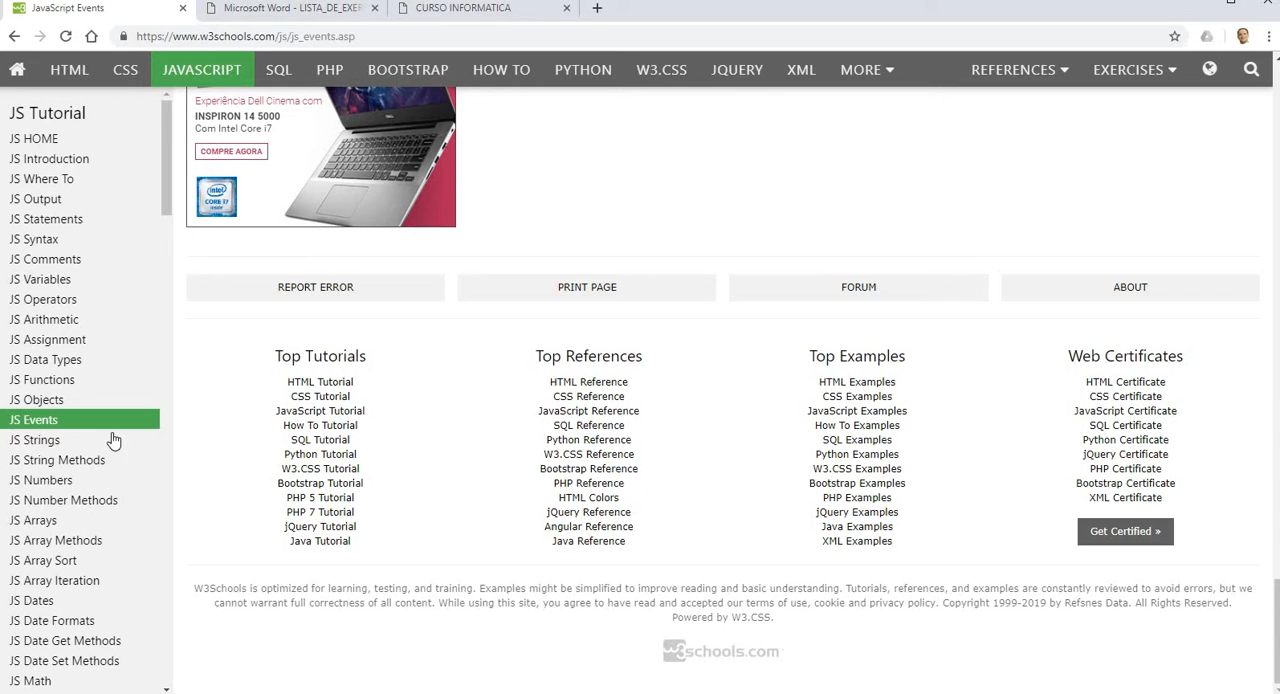 JavaScript Events
Microsoft Word - LISTA_DE_EXER
CURSO INFORMATICA
https://www.w3schools.com/js/js_events.asp
HTML CSS JAVASCRIPT SQL PHP BOOTSTRAP HOW TO PYTHON W3.CSS JQUERY XML MORE REFERENCES EXERCISES
JS Tutorial
JS HOME
JS Introduction
JS Where To
JS Output
JS Statements
JS Syntax
JS Comments
JS Variables
JS Operators
JS Arithmetic
JS Assignment
JS Data Types
JS Functions
JS Objects
JS Events
JS Strings
JS String Methods
JS Numbers
JS Number Methods
JS Arrays
JS Array Methods
JS Array Sort
JS Array Iteration
JS Dates
JS Date Formats
JS Date Get Methods
JS Date Set Methods
JS Math
Experiência Dell Cinema com
INSPIRON 14 5000
Com Intel Core i7
COMPRE AGORA
intel
CORE i7
inside
REPORT ERROR
PRINT PAGE
FORUM
ABOUT
Top Tutorials
HTML Tutorial
CSS Tutorial
JavaScript Tutorial
How To Tutorial
SQL Tutorial
Python Tutorial
W3.CSS Tutorial
Bootstrap Tutorial
PHP 5 Tutorial
PHP 7 Tutorial
jQuery Tutorial
Java Tutorial
Top References
HTML Reference
CSS Reference
JavaScript Reference
SQL Reference
Python Reference
W3.CSS Reference
Bootstrap Reference
PHP Reference
HTML Colors
jQuery Reference
Angular Reference
Java Reference
Top Examples
HTML Examples
CSS Examples
JavaScript Examples
How To Examples
SQL Examples
Python Examples
W3.CSS Examples
Bootstrap Examples
PHP Examples
jQuery Examples
Java Examples
XML Examples
Web Certificates
HTML Certificate
CSS Certificate
JavaScript Certificate
SQL Certificate
Python Certificate
jQuery Certificate
PHP Certificate
Bootstrap Certificate
XML Certificate
Get Certified »
W3Schools is optimized for learning, testing, and training. Examples might be simplified to improve reading and basic understanding. Tutorials, references, and examples are constantly reviewed to avoid errors, but we
cannot warrant full correctness of all content. While using this site, you agree to have read and accepted our terms of use, cookie and privacy policy. Copyright 1999-2019 by Refsnes Data. All Rights Reserved.
Powered by W3.CSS.
w3schools.com